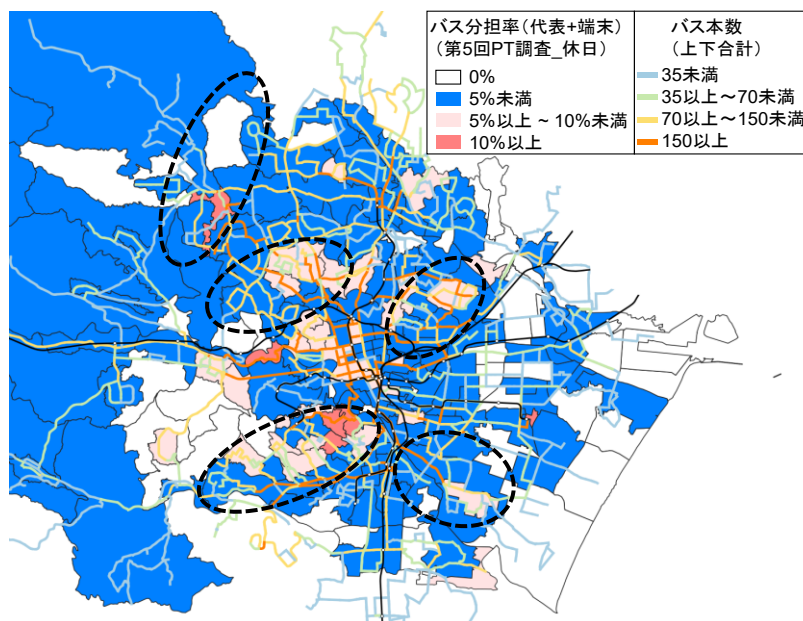 バス分担率(代表+端末)
(第5回PT調査_休日)
0%
5%未満
5%以上 ~ 10%未満
10%以上
バス本数
(上下合計)
35未満
35以上～70未満
70以上～150未満
150以上